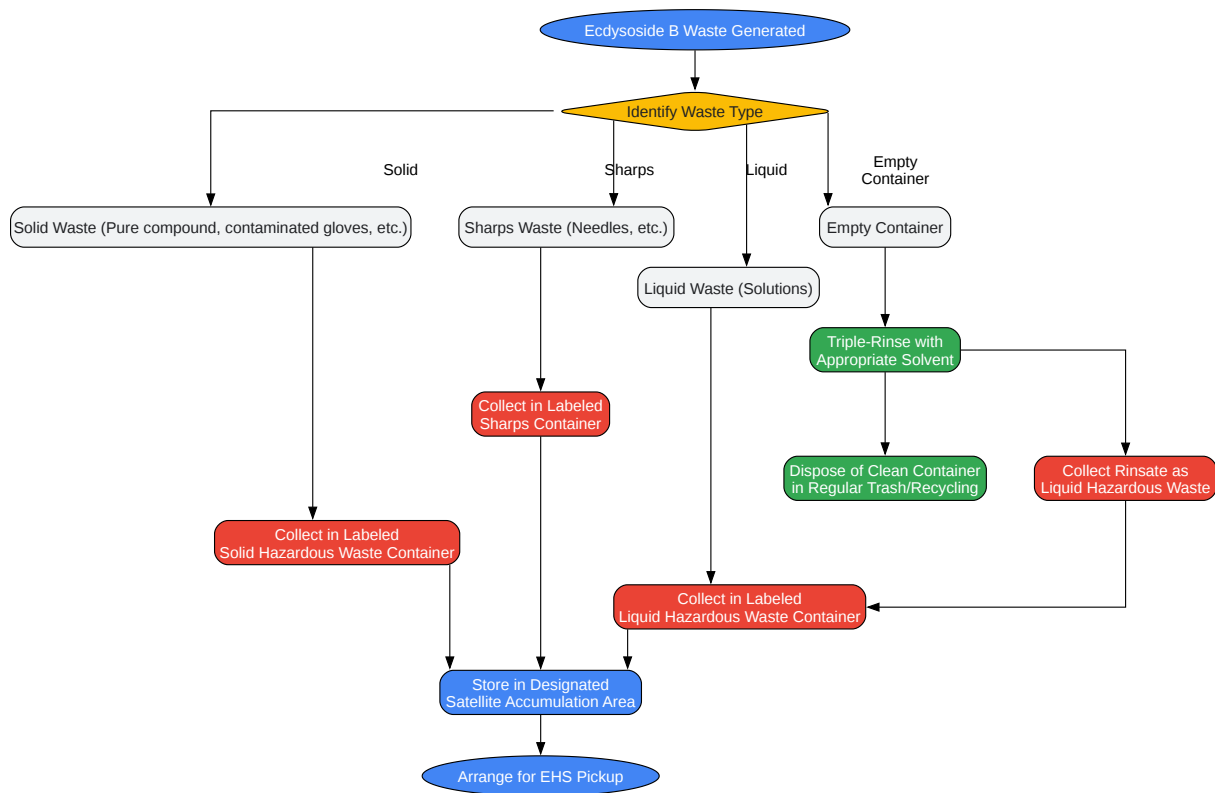 Ecdysoside B Waste Generated
Identify Waste Type
Solid
Sharps
Liquid
Empty
Container
Solid Waste (Pure compound, contaminated gloves, etc.)
Sharps Waste (Needles, etc.)
Empty Container
Liquid Waste (Solutions)
Triple-Rinse with
Appropriate Solvent
Collect in Labeled
Sharps Container
Dispose of Clean Container
in Regular Trash/Recycling
Collect Rinsate as
Liquid Hazardous Waste
Collect in Labeled
Solid Hazardous Waste Container
Collect in Labeled
Liquid Hazardous Waste Container
Store in Designated
Satellite Accumulation Area
Arrange for EHS Pickup